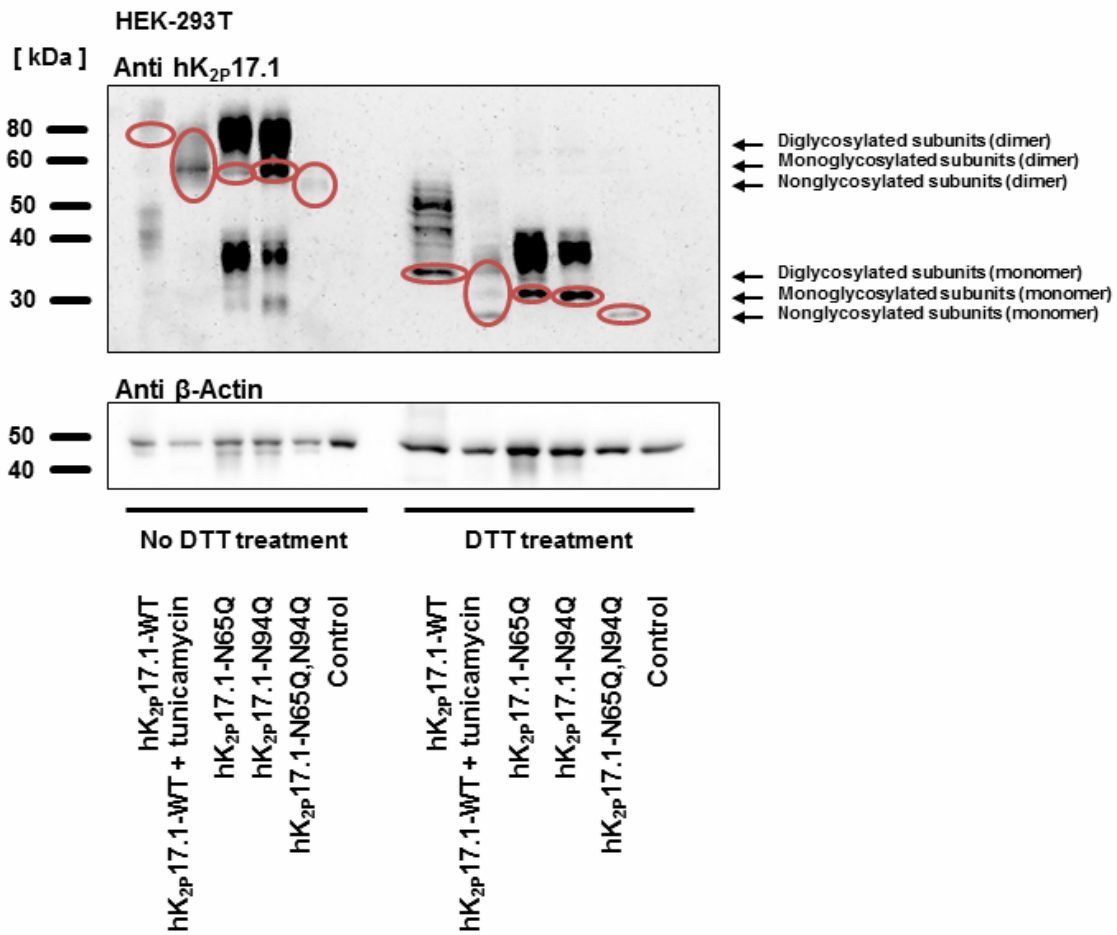 HEK-293T
[ kDa ]
Anti hK2P17.1
80
60
50
40
30
Diglycosylated subunits (dimer)
Monoglycosylated subunits (dimer)
Nonglycosylated subunits (dimer)
Diglycosylated subunits (monomer)
Monoglycosylated subunits (monomer)
Nonglycosylated subunits (monomer)
Anti β-Actin
50
40
No DTT treatment
DTT treatment
hK2P17.1-WT
hK2P17.1-WT + tunicamycin
hK2P17.1-N65Q
hK2P17.1-N94Q
hK2P17.1-N65Q,N94Q
Control
hK2P17.1-WT
hK2P17.1-WT + tunicamycin
hK2P17.1-N65Q
hK2P17.1-N94Q
hK2P17.1-N65Q,N94Q
Control